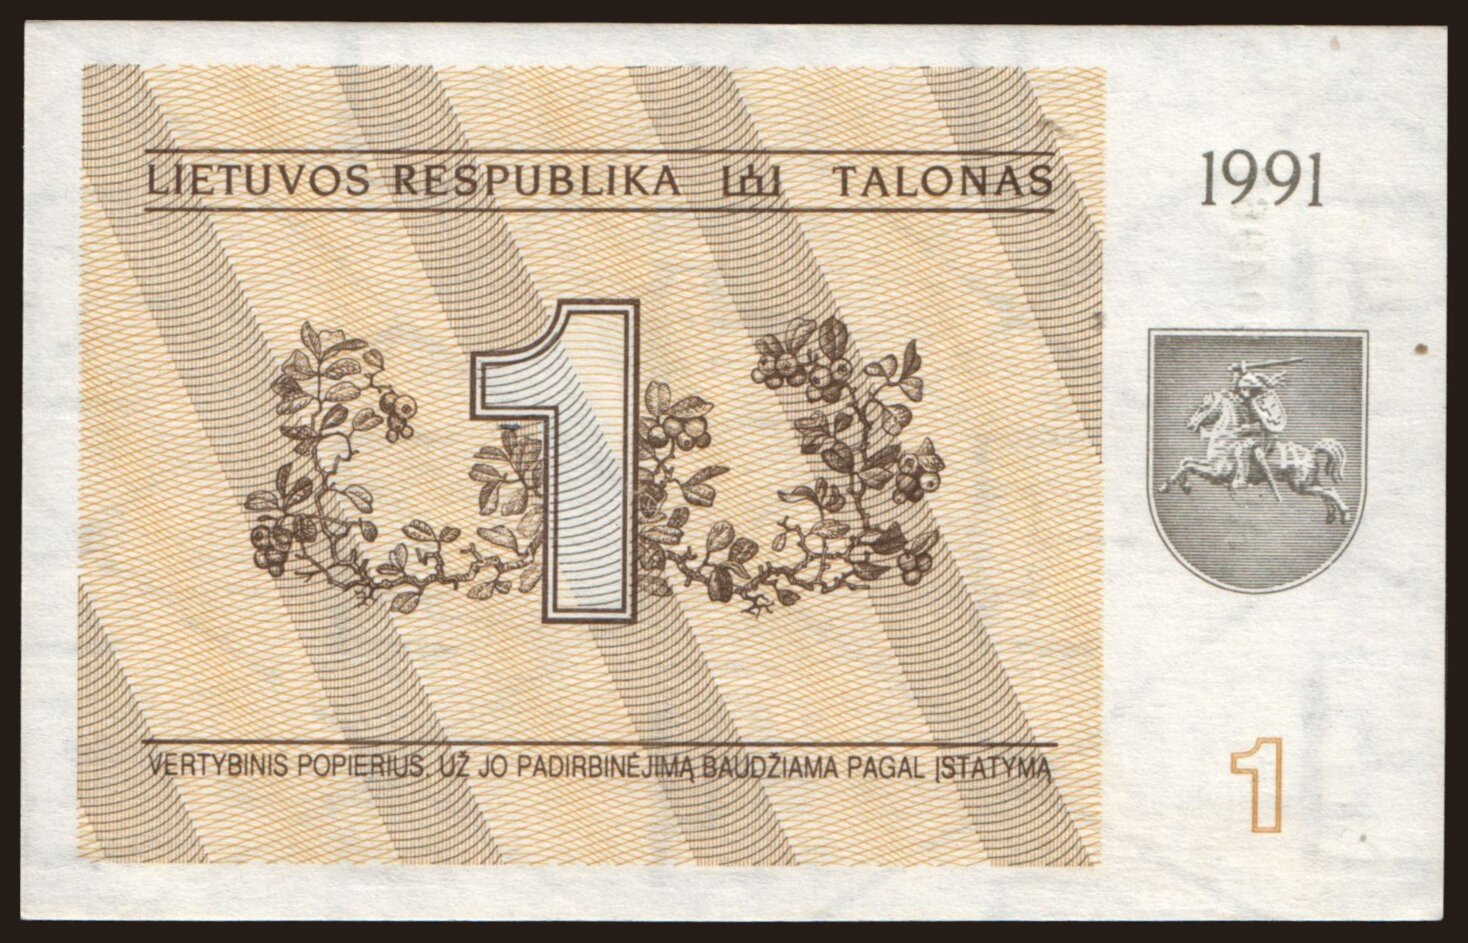 LIETUVOS RESPUBLIKA TALONAS
1991
1
VERTYBINIS POPIERIUS. UŽ JO PADIRBINĖJIMĄ BAUDŽIAMA PAGAL ĮSTATYMĄ
1